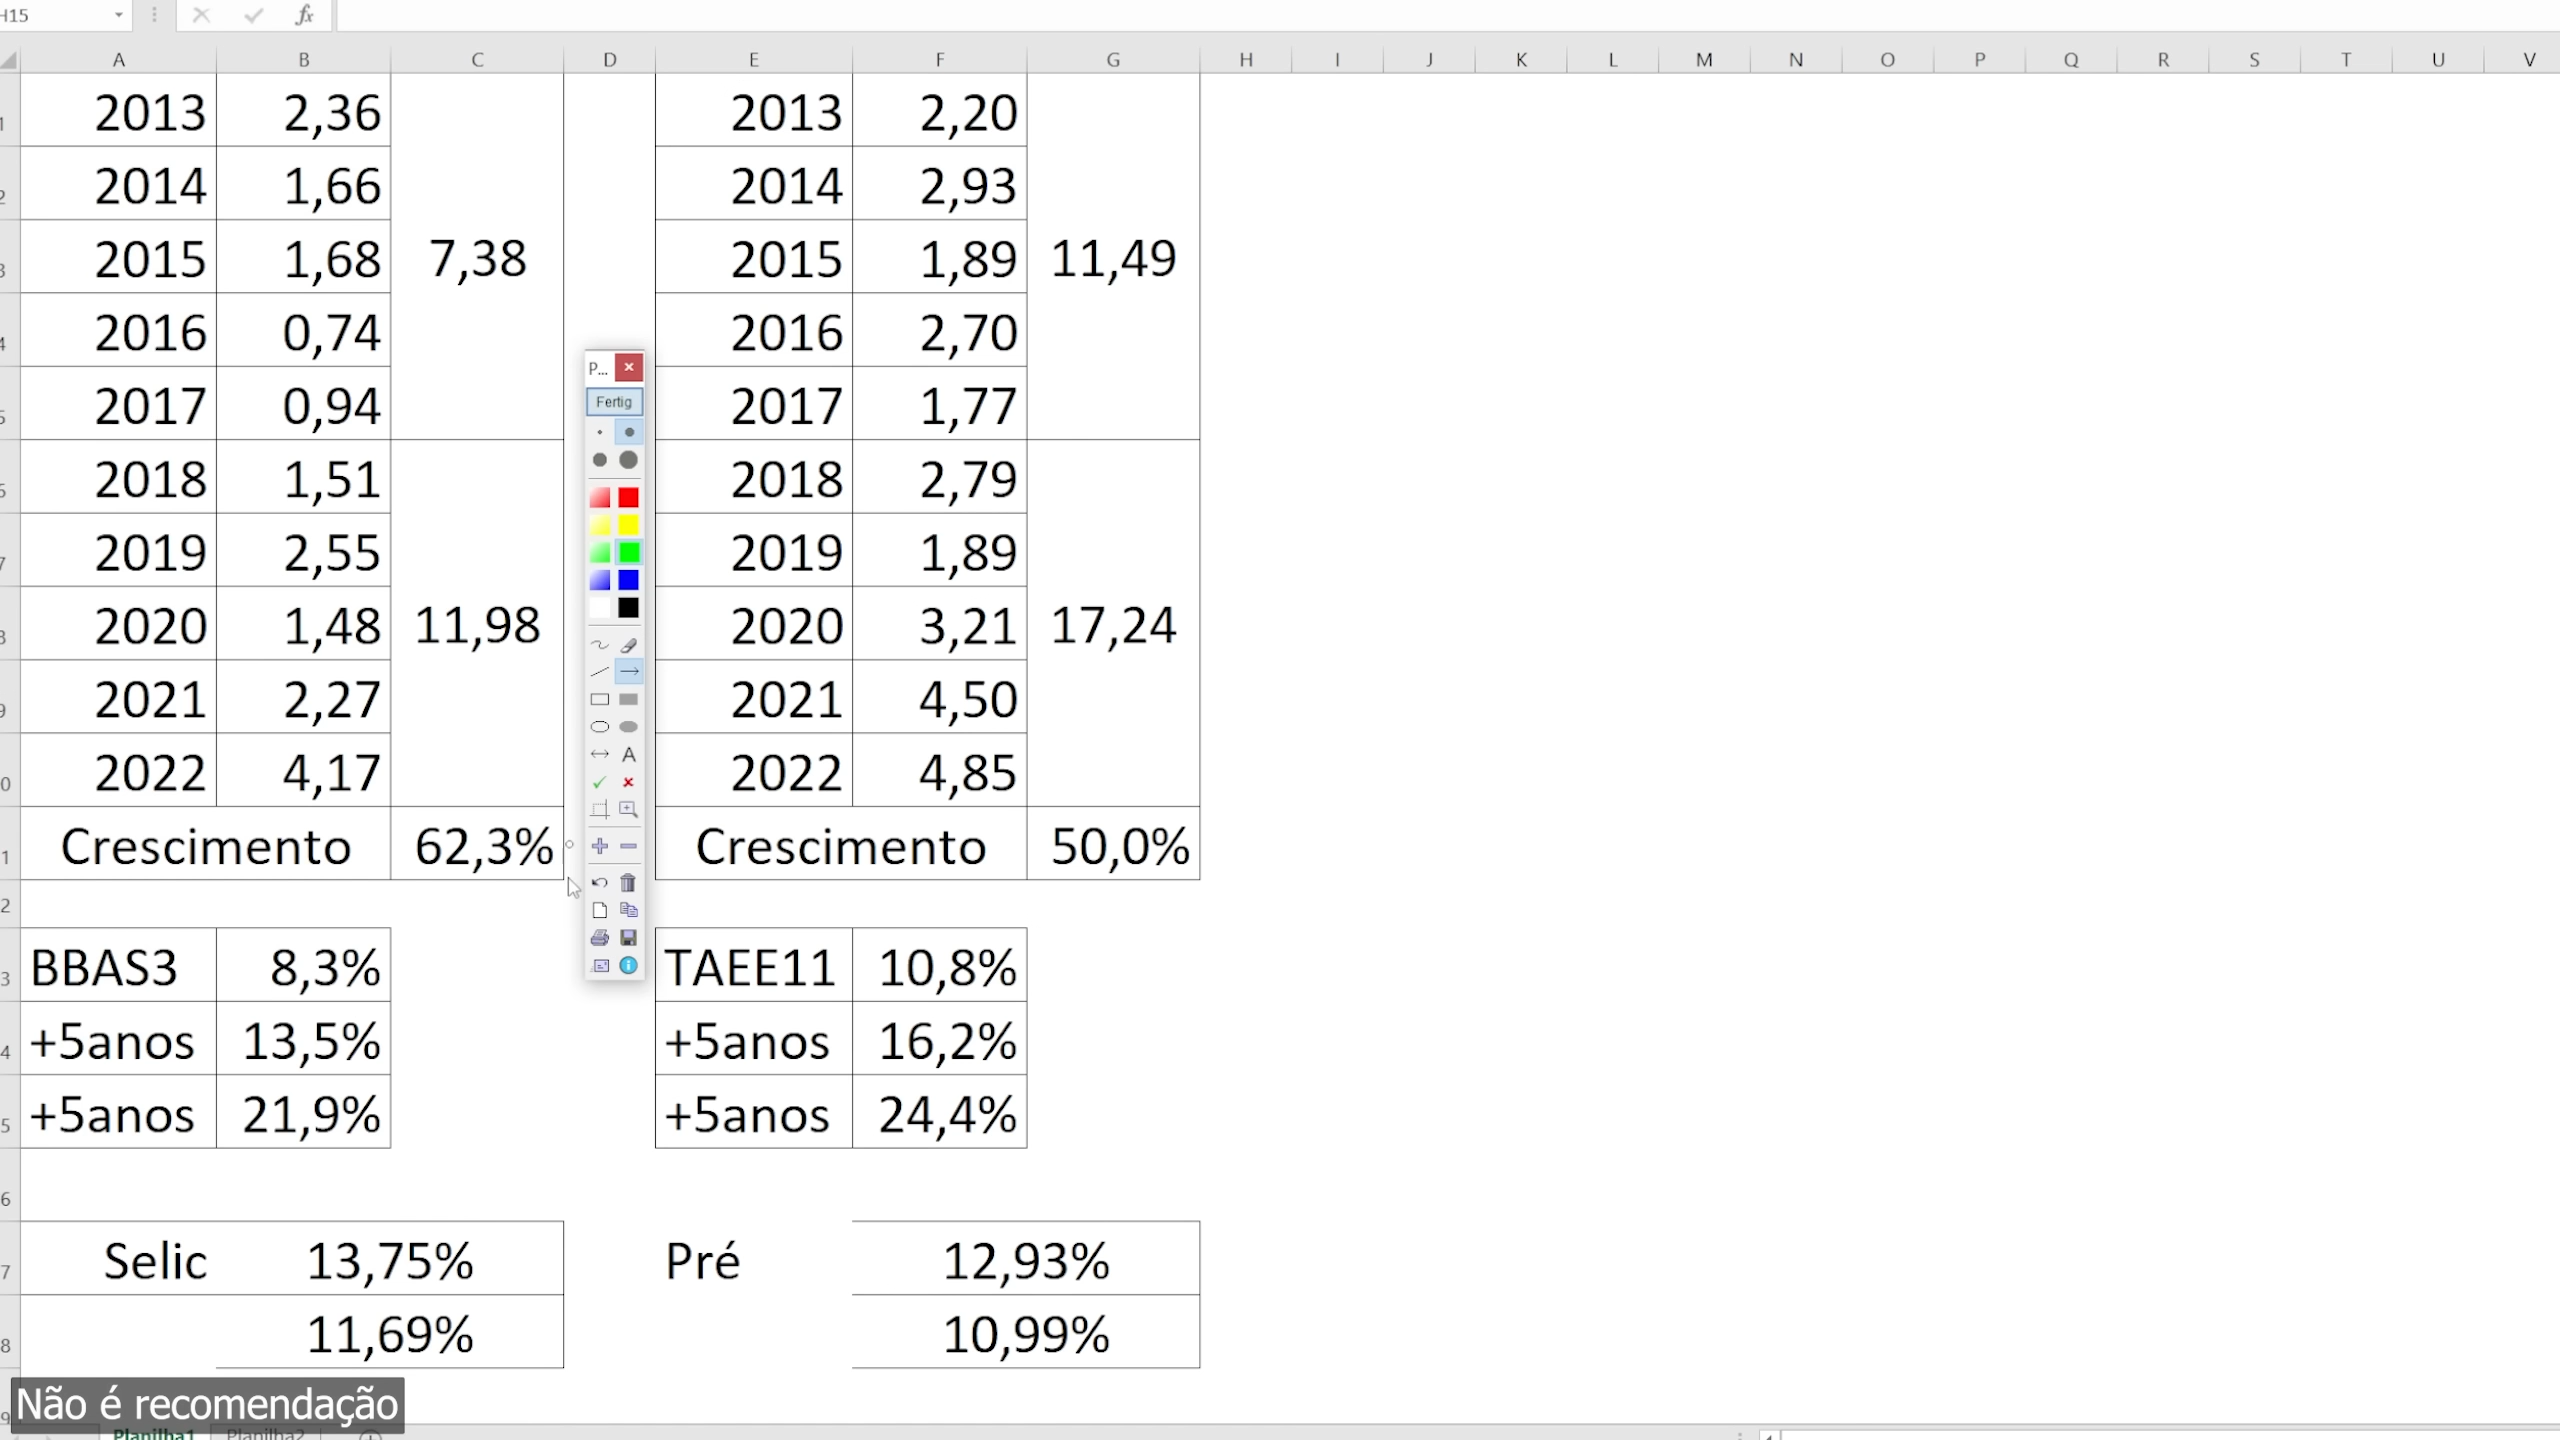 H15 fx
A B C D E F G H I J K L M N O P Q R S T U V
2013 2,36 2013 2,20
2014 1,66 2014 2,93
2015 1,68 7,38 2015 1,89 11,49
2016 0,74 2016 2,70
P...
2017 0,94 2017 1,77
Fertig
2018 1,51 2018 2,79
2019 2,55 2019 1,89
2020 1,48 11,98 2020 3,21 17,24
2021 2,27 2021 4,50
2022 4,17 2022 4,85
A
Crescimento 62,3% Crescimento 50,0%
BBAS3 8,3% TAEE11 10,8%
+5anos 13,5% +5anos 16,2%
+5anos 21,9% +5anos 24,4%
Selic 13,75% Pré 12,93%
11,69% 10,99%
Não é recomendação
Planilha1 Planilha2